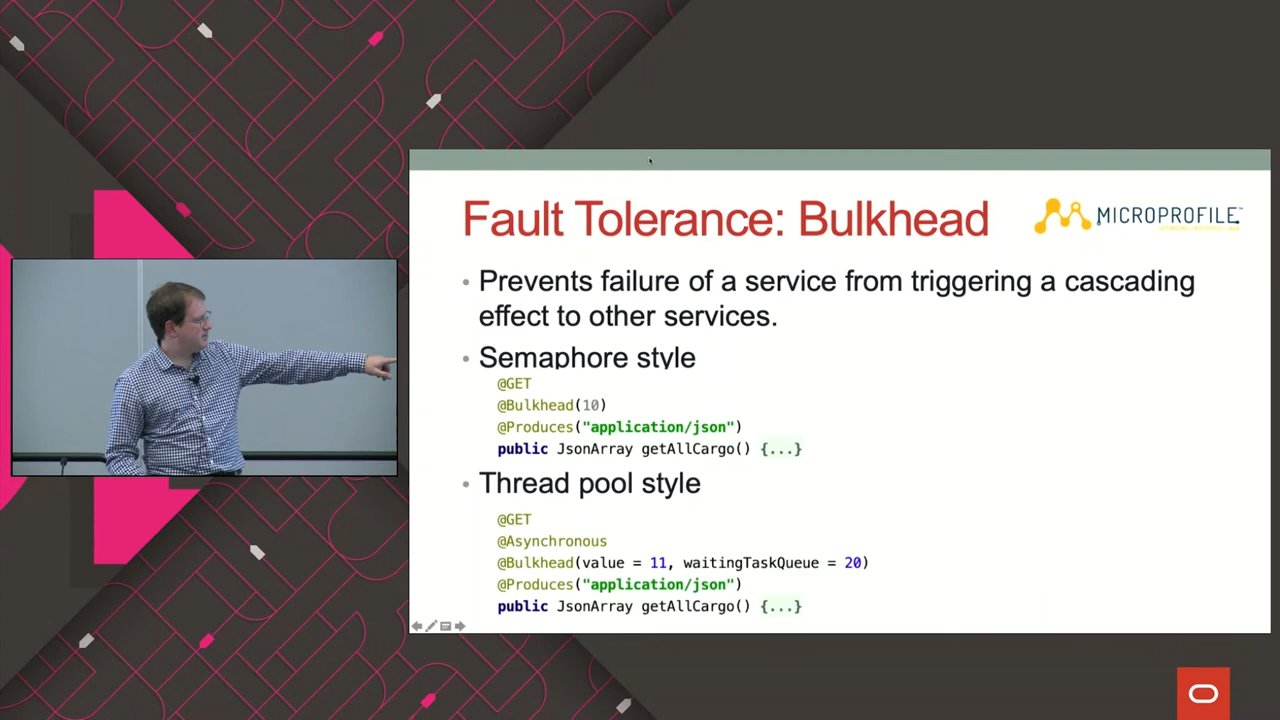 Fault Tolerance: Bulkhead
MICROPROFILE™
• Prevents failure of a service from triggering a cascading
effect to other services.
• Semaphore style
@GET
@Bulkhead(10)
@Produces("application/json")
public JsonArray getAllCargo() {...}
• Thread pool style
@GET
@Asynchronous
@Bulkhead(value = 11, waitingTaskQueue = 20)
@Produces("application/json")
public JsonArray getAllCargo() {...}